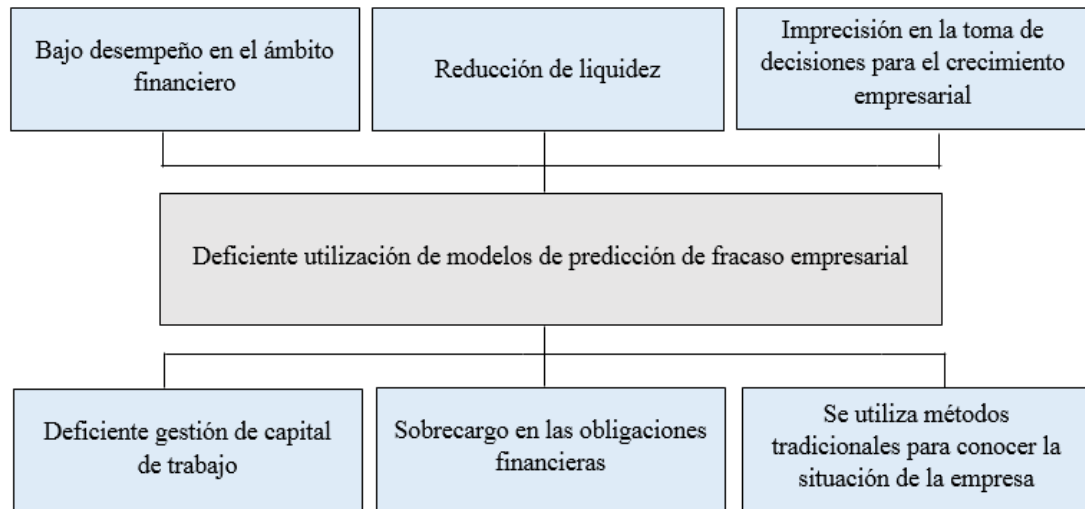 Bajo desempeño en el ámbito
financiero
Reducción de liquidez
Imprecisión en la toma de
decisiones para el crecimiento
empresarial
Deficiente utilización de modelos de predicción de fracaso empresarial
Deficiente gestión de capital
de trabajo
Sobrecargo en las obligaciones
financieras
Se utiliza métodos
tradicionales para conocer la
situación de la empresa